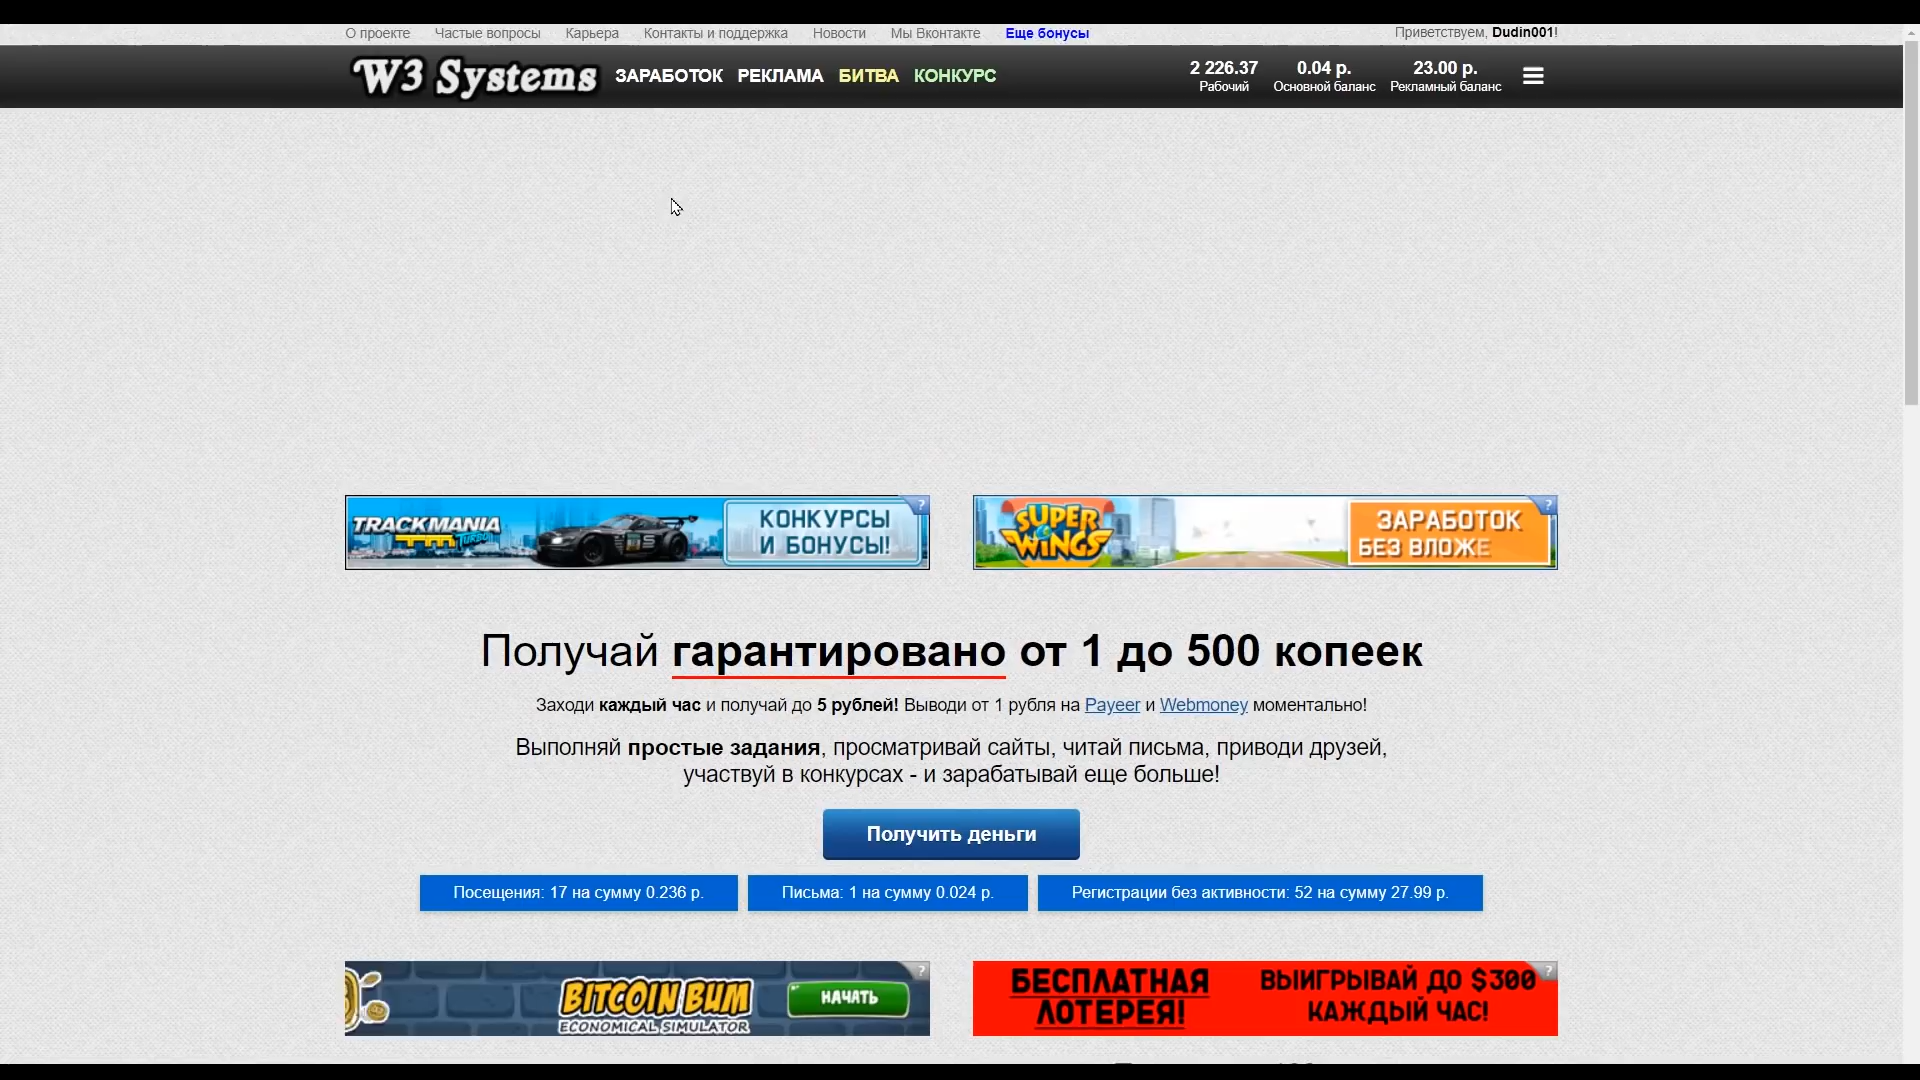 О проекте Частые вопросы Карьера Контакты и поддержка Новости Мы Вконтакте Еще бонусы Приветствуем, Dudin001!
W3 Systems ЗАРАБОТОК РЕКЛАМА БИТВА КОНКУРС
2 226.37 0.04 р. 23.00 р.
Рабочий Основной баланс Рекламный баланс
TRACKMANIA TURBO КОНКУРСЫ И БОНУСЫ! ?
SUPER WINGS ЗАРАБОТОК БЕЗ ВЛОЖЕ ?
Получай гарантировано от 1 до 500 копеек
Заходи каждый час и получай до 5 рублей! Выводи от 1 рубля на Payeer и Webmoney моментально!
Выполняй простые задания, просматривай сайты, читай письма, приводи друзей,
участвуй в конкурсах - и зарабатывай еще больше!
Получить деньги
Посещения: 17 на сумму 0.236 р. Письма: 1 на сумму 0.024 р. Регистрации без активности: 52 на сумму 27.99 р.
BITCOIN BUM
ECONOMICAL SIMULATOR
НАЧАТЬ ?
БЕСПЛАТНАЯ
ЛОТЕРЕЯ!
ВЫИГРЫВАЙ ДО $300
КАЖДЫЙ ЧАС! ?